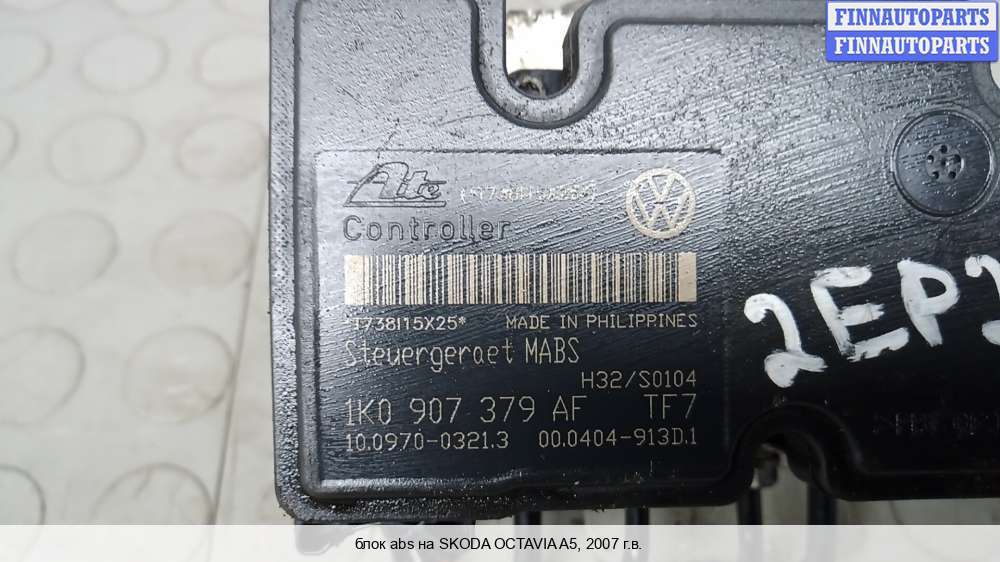 FINNAUTOPARTS
FINNAUTOPARTS
Ate
Controller
*T738I15X25*
MADE IN PHILIPPINES
Steuergeraet MABS
H32/S0104
1K0 907 379 AF TF7
10.0970-0321.3 00.0404-913D.1
2EP
блок abs на SKODA OCTAVIA A5, 2007 г.в.